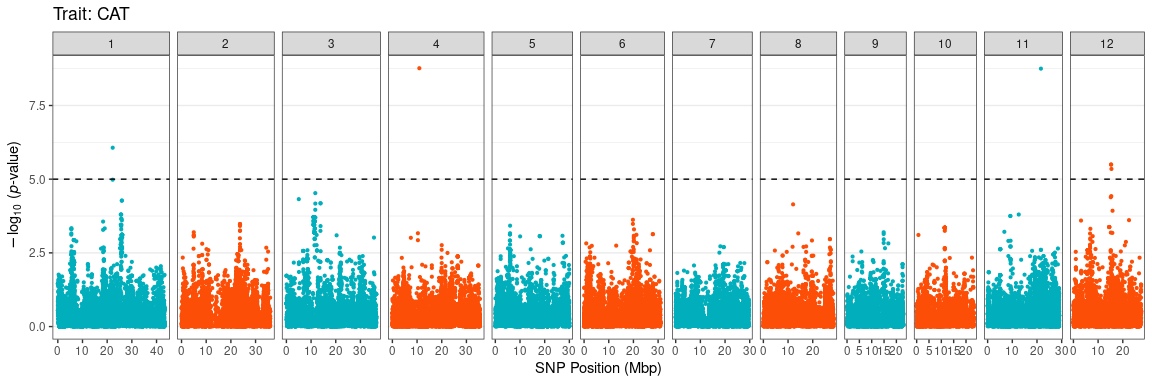 Trait: CAT
1 2 3 4 5 6 7 8 9 10 11 12
7.5
5.0
2.5
0.0
− log10 (p-value)
0 10 20 30 40 0 10 20 30 0 10 20 30 0 10 20 30 0 10 20 30 0 10 20 30 0 10 20 30 0 10 20 0 5 10 15 20 0 5 10 15 20 0 10 20 30 0 10 20
SNP Position (Mbp)